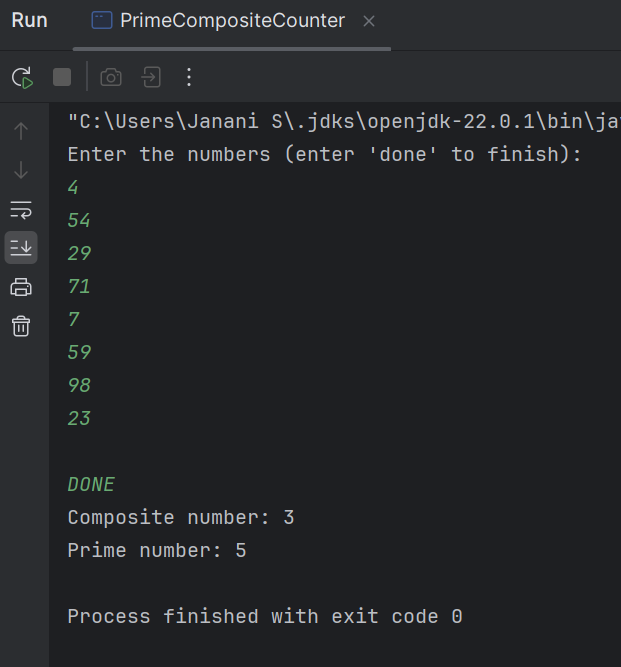 Run PrimeCompositeCounter
"C:\Users\Janani S\.jdks\openjdk-22.0.1\bin\ja
Enter the numbers (enter 'done' to finish):
4
54
29
71
7
59
98
23
DONE
Composite number: 3
Prime number: 5
Process finished with exit code 0